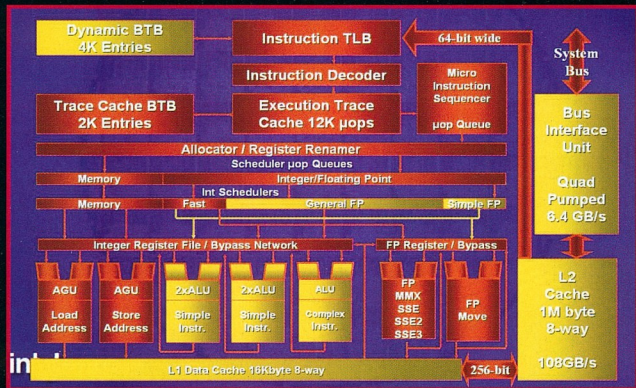 Dynamic BTB
4K Entries
Instruction TLB
64-bit wide
System
Bus
Instruction Decoder
Micro
Instruction
Sequencer
µop Queue
Trace Cache BTB
2K Entries
Execution Trace
Cache 12K µops
Bus
Interface
Unit
Quad
Pumped
6.4 GB/s
Allocator / Register Renamer
Scheduler µop Queues
Memory
Integer/Floating Point
Int Schedulers
Memory
Fast
General FP
Simple FP
Integer Register File / Bypass Network
FP Register / Bypass
AGU
Load
Address
AGU
Store
Address
2xALU
Simple
Instr.
2xALU
Simple
Instr.
ALU
Complex
Instr.
FP
MMX
SSE
SSE2
SSE3
FP
Move
L2
Cache
1M byte
8-way
108GB/s
L1 Data Cache 16Kbyte 8-way
256-bit